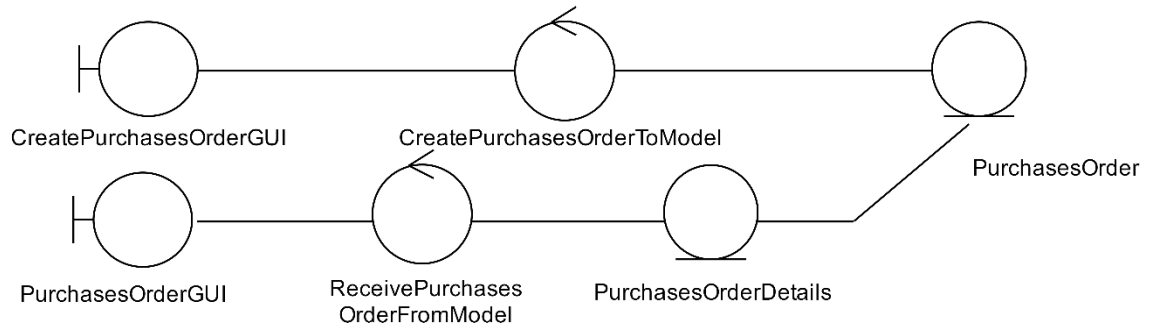 CreatePurchasesOrderGUI
CreatePurchasesOrderToModel
PurchasesOrder
PurchasesOrderGUI
ReceivePurchases
OrderFromModel
PurchasesOrderDetails